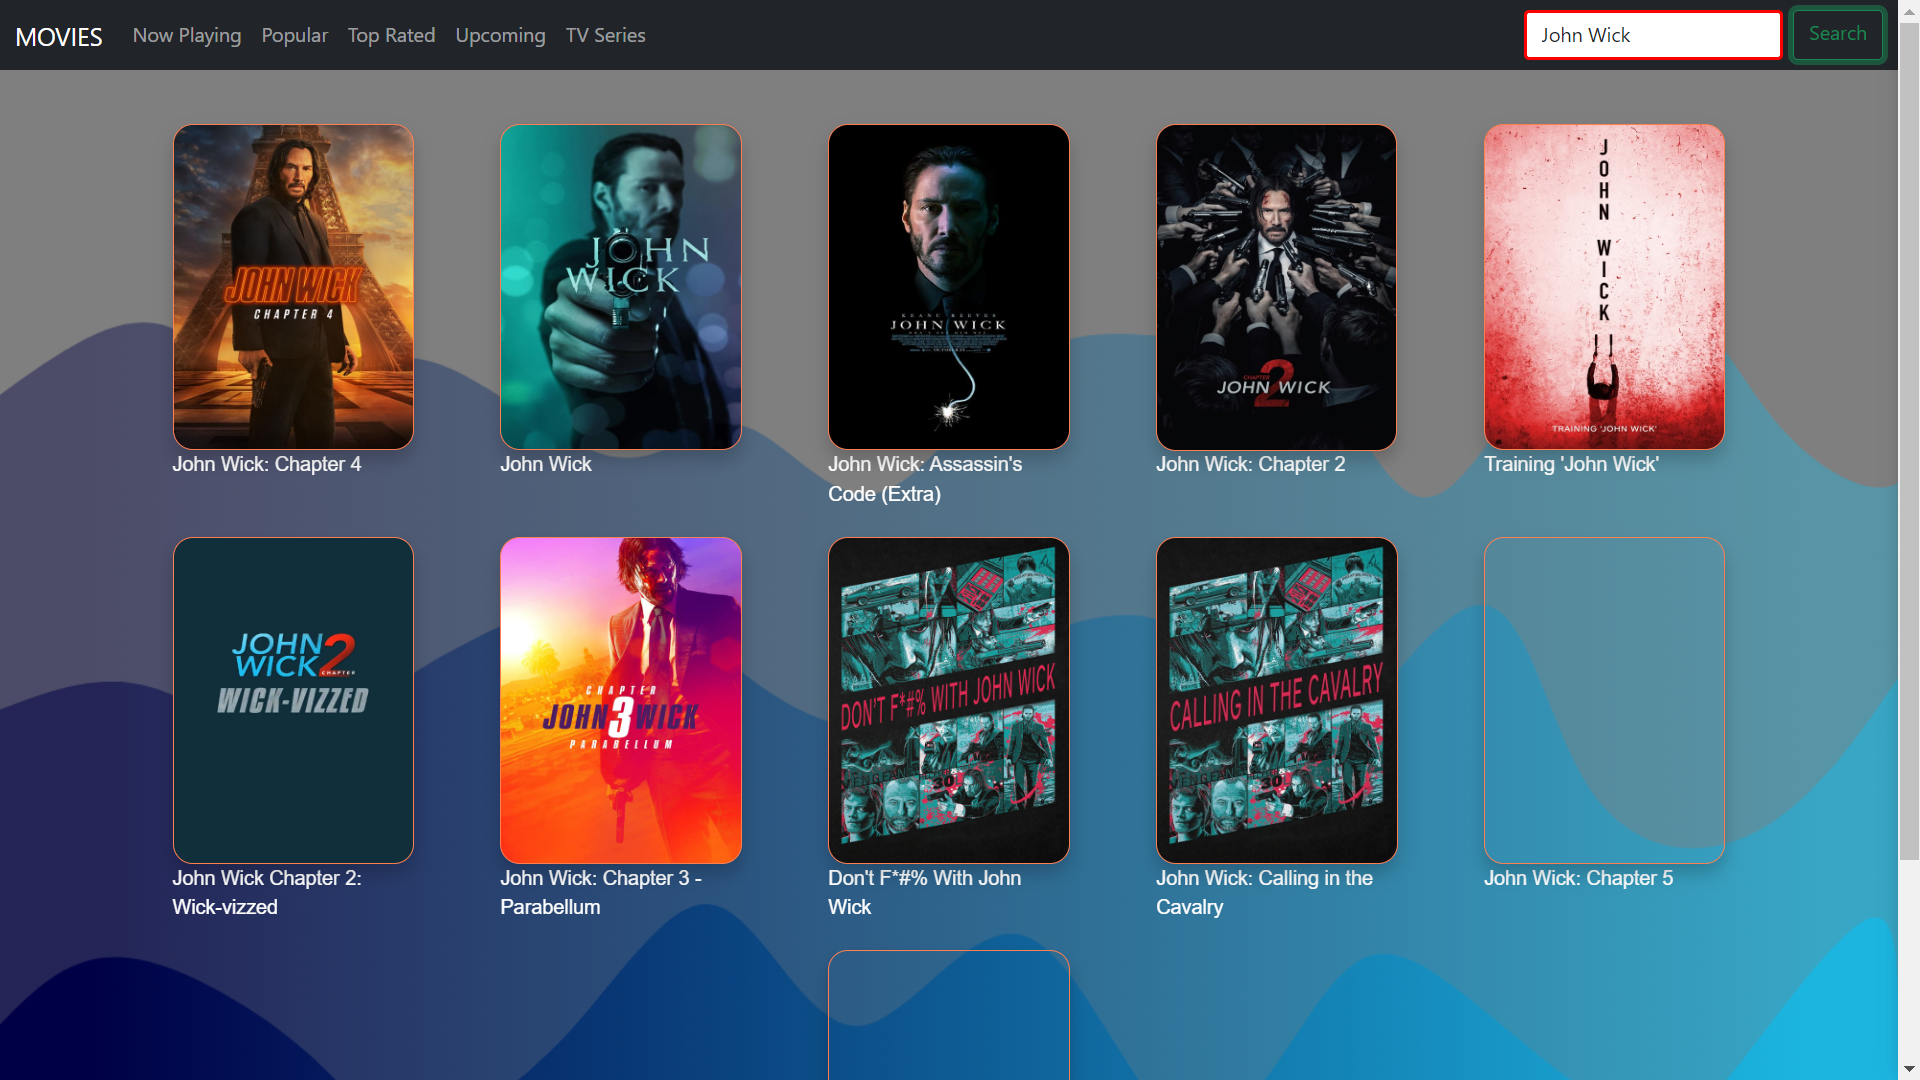 MOVIES Now Playing Popular Top Rated Upcoming TV Series John Wick Search
JOHN WICK
CHAPTER 4
JOHN
WICK
KEANU REEVES
JOHN WICK
CHAPTER
2
JOHN WICK
JOHN WICK
TRAINING 'JOHN WICK'
John Wick: Chapter 4
John Wick
John Wick: Assassin's
Code (Extra)
John Wick: Chapter 2
Training 'John Wick'
JOHN
WICK 2
CHAPTER
WICK-VIZZED
CHAPTER
JOHN 3 WICK
PARABELLUM
DON'T F*#% WITH JOHN WICK
CALLING IN THE CAVALRY
John Wick Chapter 2:
Wick-vizzed
John Wick: Chapter 3 -
Parabellum
Don't F*#% With John
Wick
John Wick: Calling in the
Cavalry
John Wick: Chapter 5